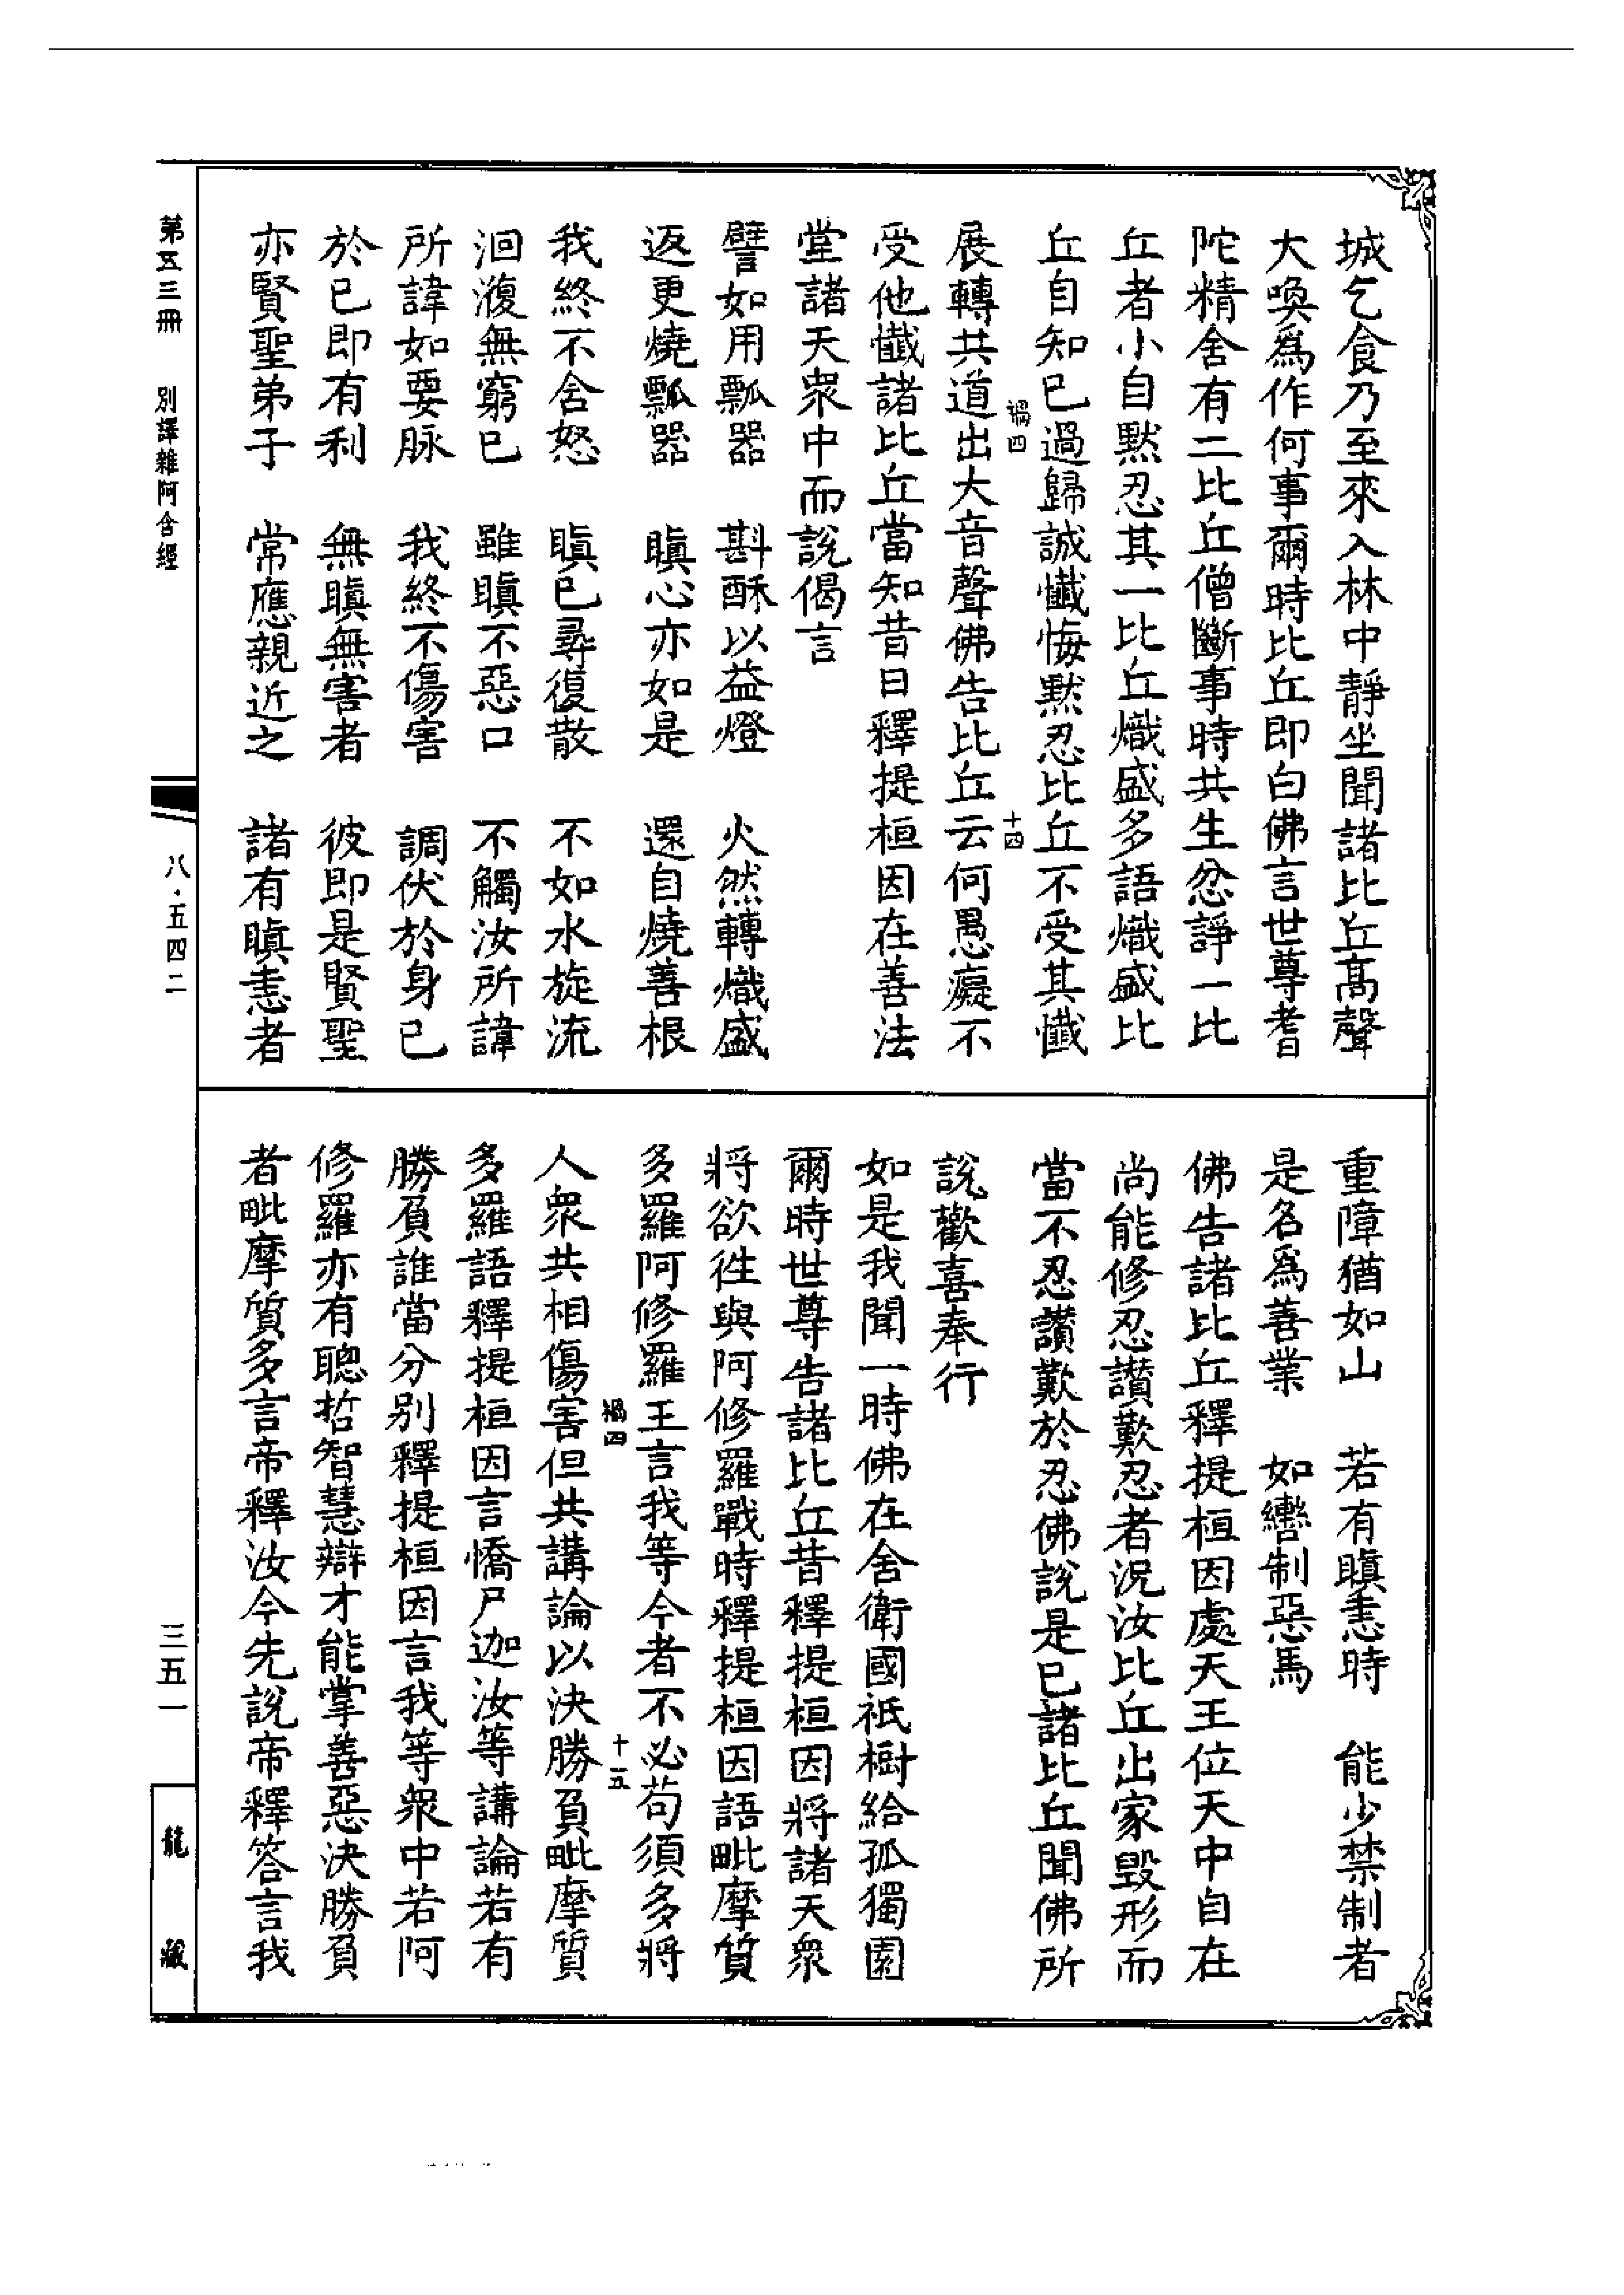 城乞食乃至來入林中靜坐聞諸比丘高聲
大喚爲作何事爾時比丘即白佛言世尊耆
陀精舍有二比丘僧斷事時共生忿諍一比
丘者小自默忍其一比丘熾盛多語熾盛比
丘自知已過歸誠懺悔默忍比丘不受其懺
禍四
十四
展轉共道出大音聲佛告比丘云何愚癡不
受他懺諸比丘當知昔日釋提桓因在善法
堂諸天衆中而說偈言
譬如用瓢器　斟酥以益燈　火然轉熾盛
返更燒瓢器　瞋心亦如是　還自燒善根
我終不含怒　瞋已尋復散　不如水旋流
洄澓無窮已　雖瞋不惡口　不觸汝所諱
所諱如要脉　我終不傷害　調伏於身已
於已即有利　無瞋無害者　彼即是賢聖
亦賢聖弟子　常應親近之　諸有瞋恚者
重障猶如山　若有瞋恚時　能少禁制者
是名爲善業　如轡制惡馬
佛告諸比丘釋提桓因處天王位天中自在
尚能修忍讚歎忍者況汝比丘出家毀形而
當不忍讚歎於忍佛說是已諸比丘聞佛所
說歡喜奉行
如是我聞一時佛在舍衛國祇樹給孤獨園
爾時世尊告諸比丘昔釋提桓因將諸天衆
將欲徃與阿修羅戰時釋提桓因語毗摩質
多羅阿修羅王言我等今者不必苟須多將
禍四
十五
人衆共相傷害但共講論以決勝負毗摩質
多羅語釋提桓因言憍尸迦汝等講論若有
勝負誰當分別釋提桓因言我等衆中若阿
修羅亦有聰哲智慧辯才能掌善惡決勝負
者毗摩質多言帝釋汝今先說帝釋答言我
第五三冊　別譯雜阿含經
八·五四二
三五一
龍藏